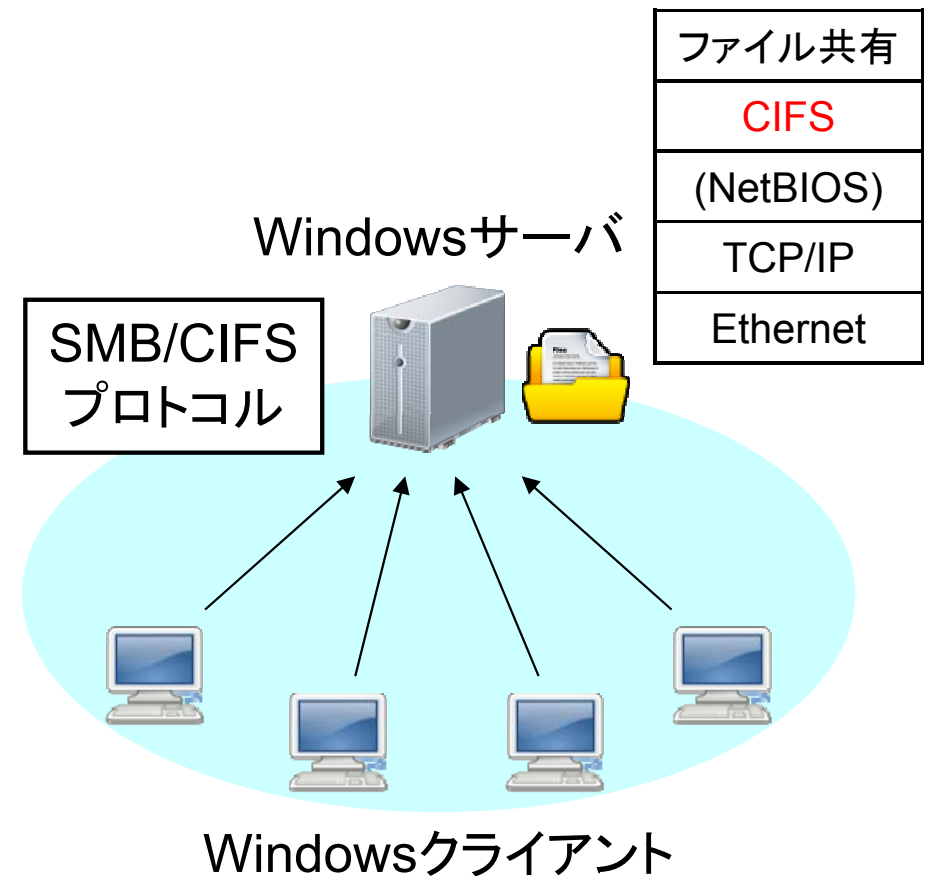 ファイル共有
CIFS
(NetBIOS)
TCP/IP
Ethernet
Windowsサーバ
SMB/CIFS
プロトコル
Windowsクライアント